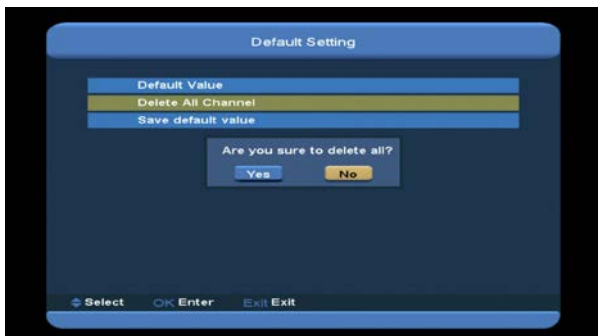 Default Setting
Default Value
Delete All Channel
Save default value
Are you sure to delete all?
Yes No
Select OK Enter Exit Exit